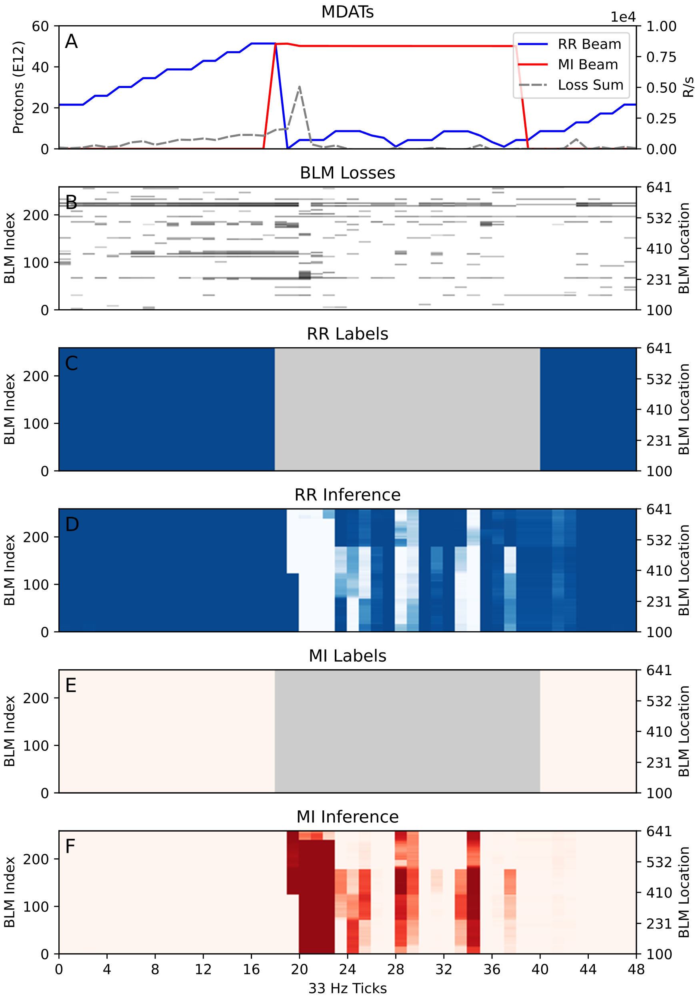 MDATs
1e4
A
60
40
20
0
Protons (E12)
1.00
0.75
0.50
0.25
0.00
R/s
RR Beam
MI Beam
Loss Sum
BLM Losses
B
200
100
0
BLM Index
641
532
410
231
100
BLM Location
RR Labels
C
200
100
0
BLM Index
641
532
410
231
100
BLM Location
RR Inference
D
200
100
0
BLM Index
641
532
410
231
100
BLM Location
MI Labels
E
200
100
0
BLM Index
641
532
410
231
100
BLM Location
MI Inference
F
200
100
0
BLM Index
641
532
410
231
100
BLM Location
0 4 8 12 16 20 24 28 32 36 40 44 48
33 Hz Ticks